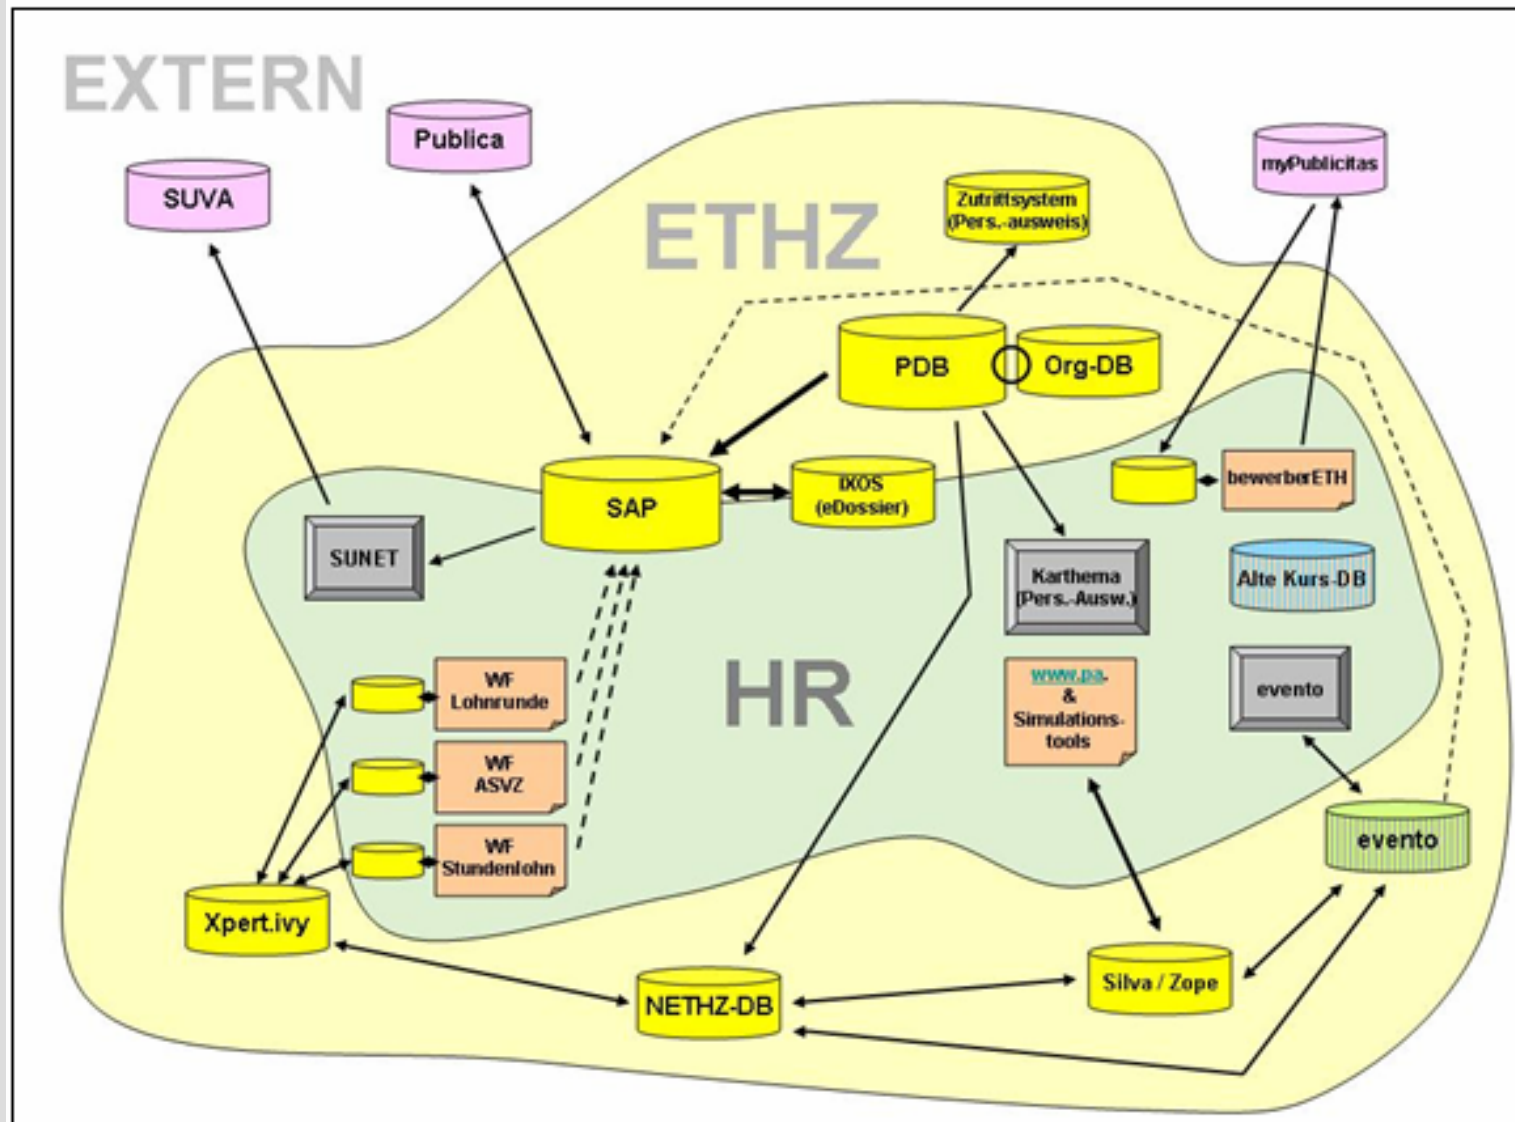 EXTERN
Publica
SUVA
myPublicitas
Zutrittsystem
(Pers.-ausweis)
ETHZ
PDB
Org-DB
SAP
IXOS
(eDossier)
bewerberETH
SUNET
Karthema
(Pers.-Ausw.)
Alte Kurs-DB
HR
WF
Lohnrunde
www.pa.
&
Simulations-
tools
evento
WF
ASVZ
WF
Stundenlohn
evento
Xpert.ivy
NETHZ-DB
Silva / Zope